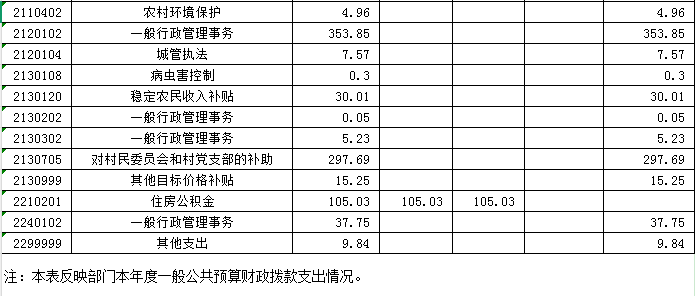 2110402 农村环境保护 4.96 4.96
2120102 一般行政管理事务 353.85 353.85
2120104 城管执法 7.57 7.57
2130108 病虫害控制 0.3 0.3
2130120 稳定农民收入补贴 30.01 30.01
2130202 一般行政管理事务 0.05 0.05
2130302 一般行政管理事务 5.23 5.23
2130705 对村民委员会和村党支部的补助 297.69 297.69
2130999 其他目标价格补贴 15.25 15.25
2210201 住房公积金 105.03 105.03 105.03
2240102 一般行政管理事务 37.75 37.75
2299999 其他支出 9.84 9.84
注：本表反映部门本年度一般公共预算财政拨款支出情况。